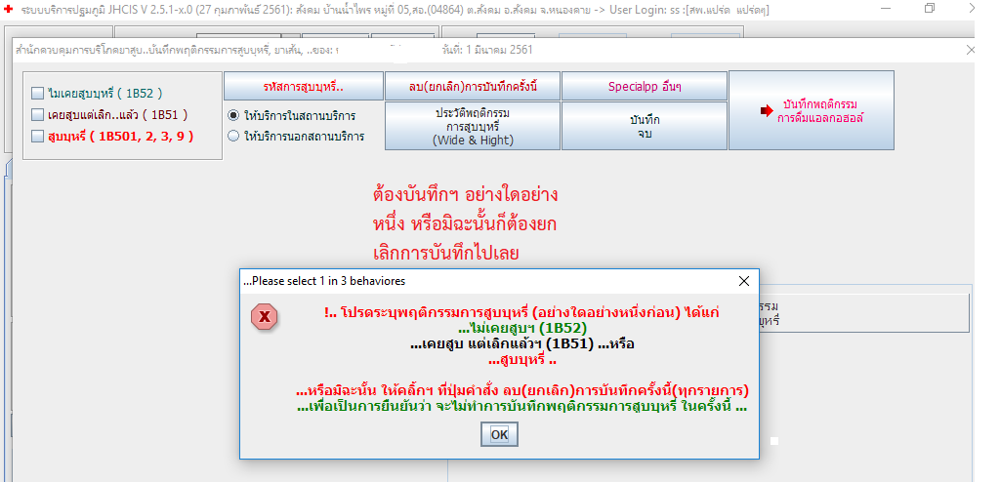 ระบบบริการปฐมภูมิ JHCIS V 2.5.1-x.0 (27 กุมภาพันธ์ 2561): สังคม บ้านน้ำไพร หมู่ที่ 05,สอ.(04864) ต.สังคม อ.สังคม จ.หนองคาย -> User Login: ss :[สพ.แปร์ด แปร์ดๆ]
สำนักควบคุมการบริโภคยาสูบ..บันทึกพฤติกรรมการสูบบุหรี่, ยาเส้น, ..ของ: วันที่: 1 มีนาคม 2561
ไม่เคยสูบบุหรี่ ( 1B52 )
เคยสูบแต่เลิก..แล้ว ( 1B51 )
สูบบุหรี่ ( 1B501, 2, 3, 9 )
รหัสการสูบบุหรี่..
ให้บริการในสถานบริการ
ให้บริการนอกสถานบริการ
ลบ(ยกเลิก)การบันทึกครั้งนี้
ประวัติพฤติกรรม
การสูบบุหรี่
(Wide & Hight)
Specialpp อื่นๆ
บันทึก
จบ
บันทึกพฤติกรรม
การดื่มแอลกอฮอล์
ต้องบันทึกฯ อย่างใดอย่าง
หนึ่ง หรือมิฉะนั้นก็ต้องยก
เลิกการบันทึกไปเลย
...Please select 1 in 3 behaviores
!.. โปรดระบุพฤติกรรมการสูบบุหรี่ (อย่างใดอย่างหนึ่งก่อน) ได้แก่
...ไม่เคยสูบฯ (1B52)
...เคยสูบ แต่เลิกแล้วฯ (1B51) ...หรือ
...สูบบุหรี่ ..
...หรือมิฉะนั้น ให้คลิ้กฯ ที่ปุ่มคำสั่ง ลบ(ยกเลิก)การบันทึกครั้งนี้(ทุกรายการ)
...เพื่อเป็นการยืนยันว่า จะไม่ทำการบันทึกพฤติกรรมการสูบบุหรี่ ในครั้งนี้ ...
OK